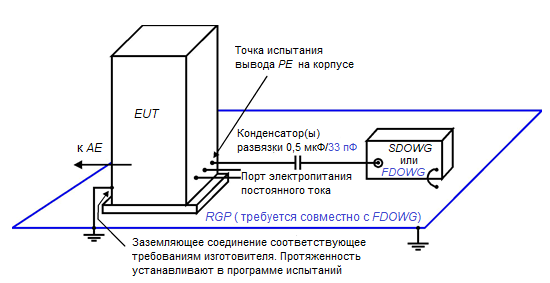 Точка испытания
вывода PE на корпусе
EUT
Конденсатор(ы)
развязки 0,5 мкФ/33 пФ
SDOWG
или
FDOWG
к AE
Порт электропитания
постоянного тока
RGP ( требуется совместно с FDOWG)
Заземляющее соединение соответствующее
требованиям изготовителя. Протяженность
устанавливают в программе испытаний